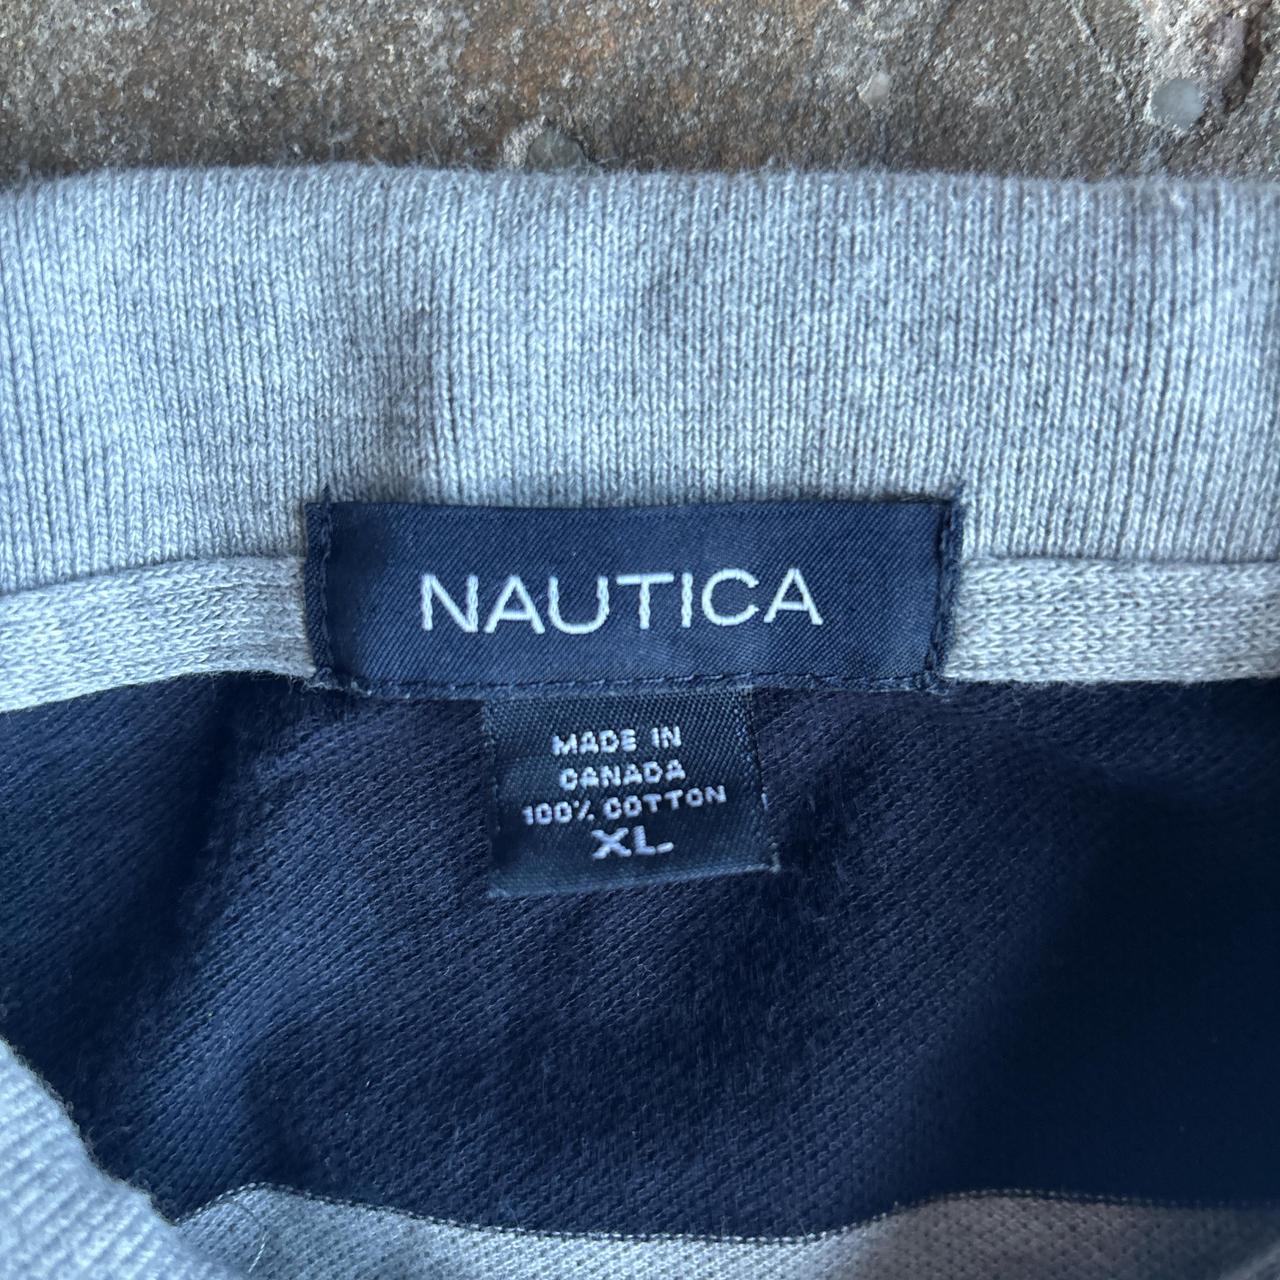 NAUTICA
MADE IN
CANADA
100% COTTON
XL